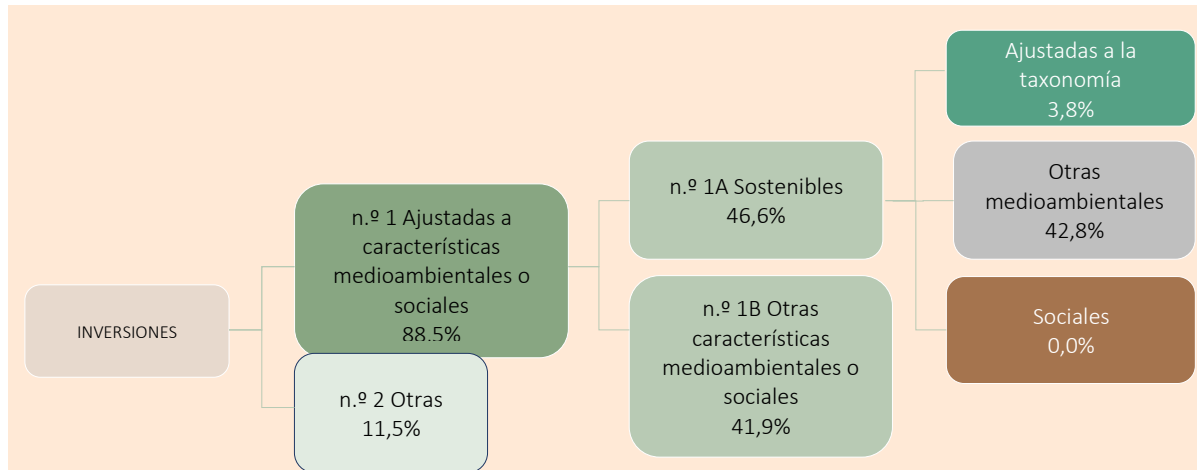 INVERSIONES
n.º 1 Ajustadas a
características
medioambientales o
sociales
88,5%
n.º 2 Otras
11,5%
n.º 1A Sostenibles
46,6%
n.º 1B Otras
características
medioambientales o
sociales
41,9%
Ajustadas a la
taxonomía
3,8%
Otras
medioambientales
42,8%
Sociales
0,0%